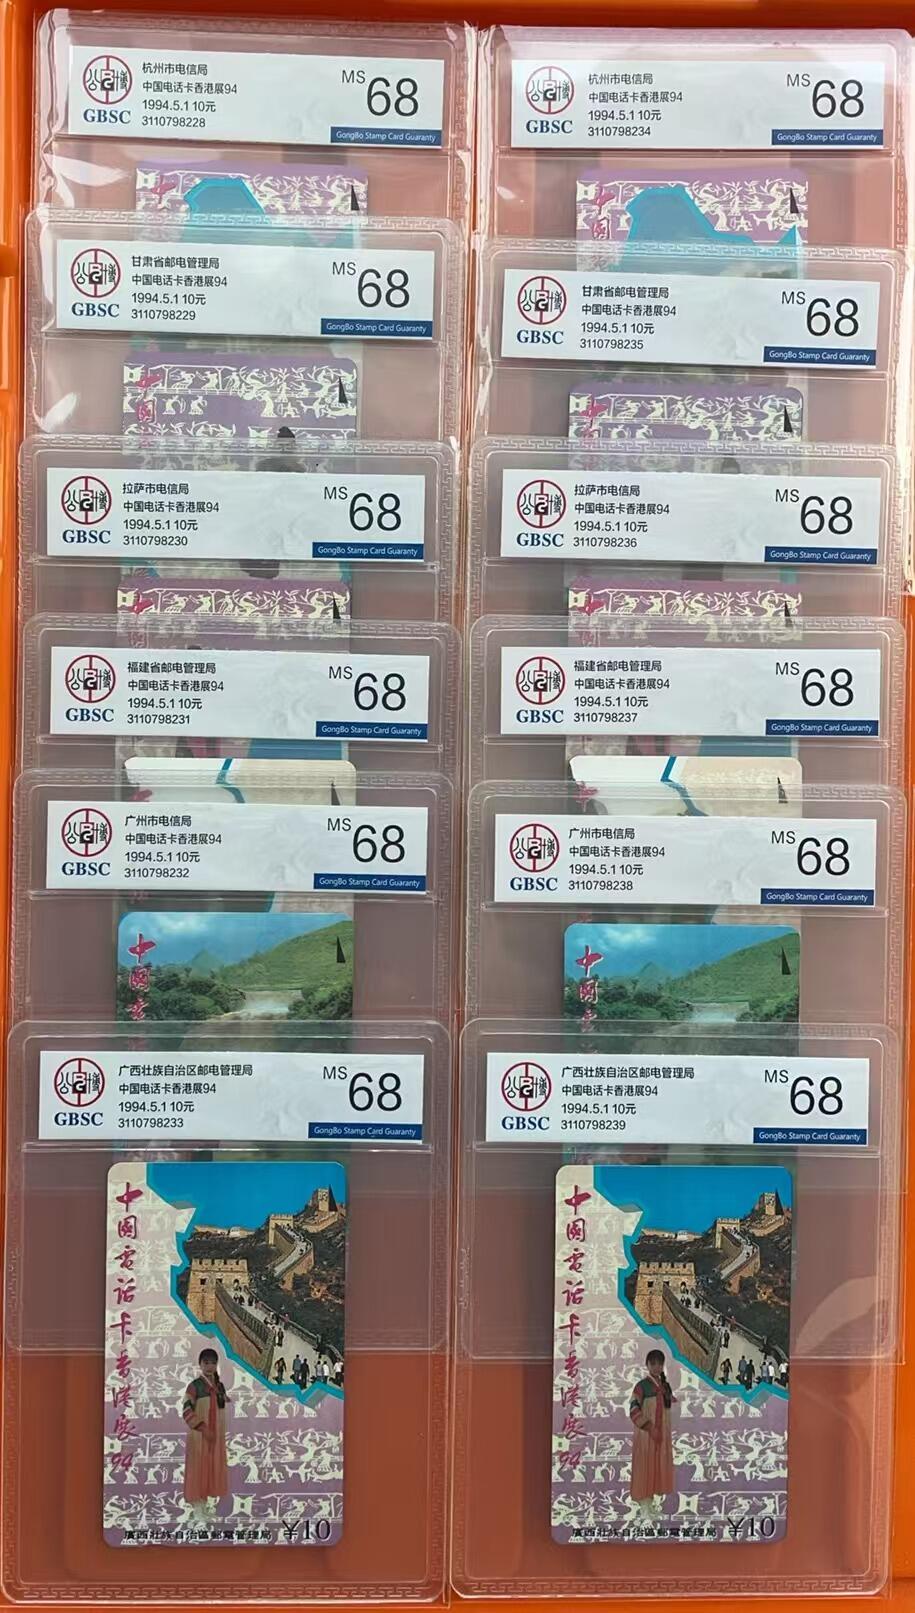 杭州市电信局
中国电话卡香港展94
1994.5.1 10元
3110798228
MS 68
GBSC
GongBo Stamp Card Guaranty
杭州市电信局
中国电话卡香港展94
1994.5.1 10元
3110798234
MS 68
GBSC
GongBo Stamp Card Guaranty
中
中國
甘肃省邮电管理局
中国电话卡香港展94
1994.5.1 10元
3110798229
MS 68
GBSC
GongBo Stamp Card Guaranty
甘肃省邮电管理局
中国电话卡香港展94
1994.5.1 10元
3110798235
MS 68
GBSC
GongBo Stamp Card Guaranty
中國
中國
拉萨市电信局
中国电话卡香港展94
1994.5.1 10元
3110798230
MS 68
GBSC
GongBo Stamp Card Guaranty
拉萨市电信局
中国电话卡香港展94
1994.5.1 10元
3110798236
MS 68
GBSC
GongBo Stamp Card Guaranty
中
中
福建省邮电管理局
中国电话卡香港展94
1994.5.1 10元
3110798231
MS 68
GBSC
GongBo Stamp Card Guaranty
福建省邮电管理局
中国电话卡香港展94
1994.5.1 10元
3110798237
MS 68
GBSC
GongBo Stamp Card Guaranty
广州市电信局
中国电话卡香港展94
1994.5.1 10元
3110798232
MS 68
GBSC
GongBo Stamp Card Guaranty
广州市电信局
中国电话卡香港展94
1994.5.1 10元
3110798238
MS 68
GBSC
GongBo Stamp Card Guaranty
中國電
中國電
广西壮族自治区邮电管理局
中国电话卡香港展94
1994.5.1 10元
3110798233
MS 68
GBSC
GongBo Stamp Card Guaranty
广西壮族自治区邮电管理局
中国电话卡香港展94
1994.5.1 10元
3110798239
MS 68
GBSC
GongBo Stamp Card Guaranty
中國電话卡香港展94
廣西壯族自治區郵電管理局 ¥10
中國電话卡香港展94
廣西壯族自治區郵電管理局 ¥10